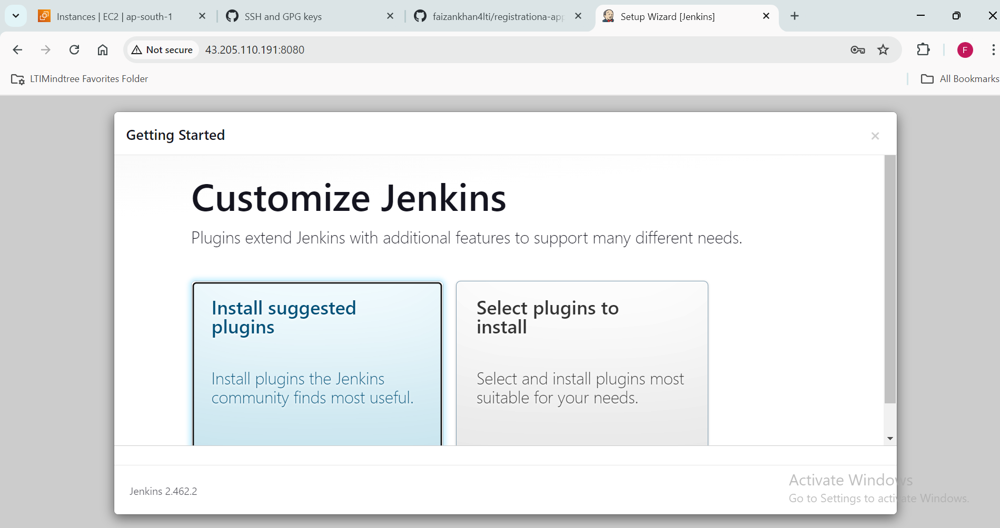 Instances | EC2 | ap-south-1
SSH and GPG keys
faizankhan4lti/registrationa-app
Setup Wizard [Jenkins]
Not secure
43.205.110.191:8080
F
LTIMindtree Favorites Folder
All Bookmarks
Getting Started
Customize Jenkins
Plugins extend Jenkins with additional features to support many different needs.
Install suggested
plugins
Install plugins the Jenkins
community finds most useful.
Select plugins to
install
Select and install plugins most
suitable for your needs.
Jenkins 2.462.2
Activate Windows
Go to Settings to activate Windows.